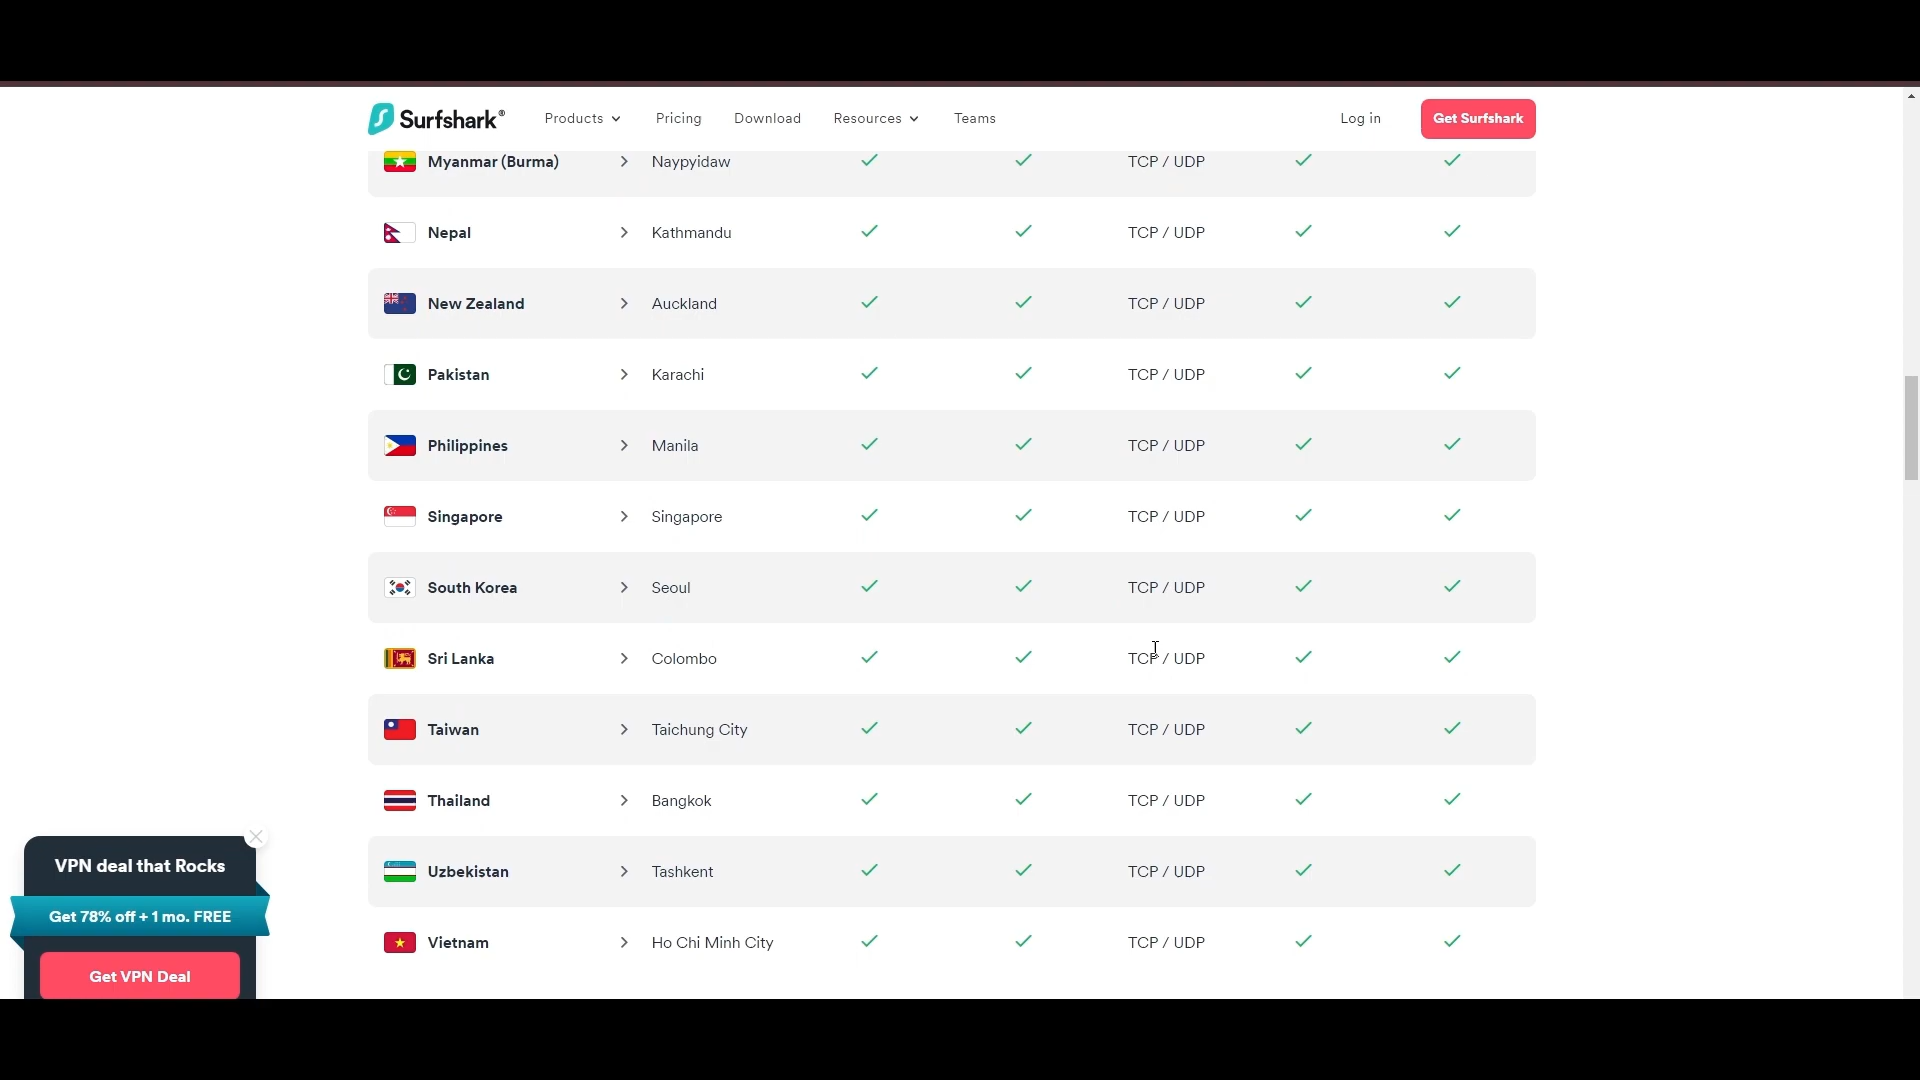 Surfshark®
Products
Pricing
Download
Resources
Teams
Log in
Get Surfshark
Myanmar (Burma) Naypyidaw TCP / UDP
Nepal Kathmandu TCP / UDP
New Zealand Auckland TCP / UDP
Pakistan Karachi TCP / UDP
Philippines Manila TCP / UDP
Singapore Singapore TCP / UDP
South Korea Seoul TCP / UDP
Sri Lanka Colombo TCP / UDP
Taiwan Taichung City TCP / UDP
Thailand Bangkok TCP / UDP
Uzbekistan Tashkent TCP / UDP
Vietnam Ho Chi Minh City TCP / UDP
VPN deal that Rocks
Get 78% off + 1 mo. FREE
Get VPN Deal